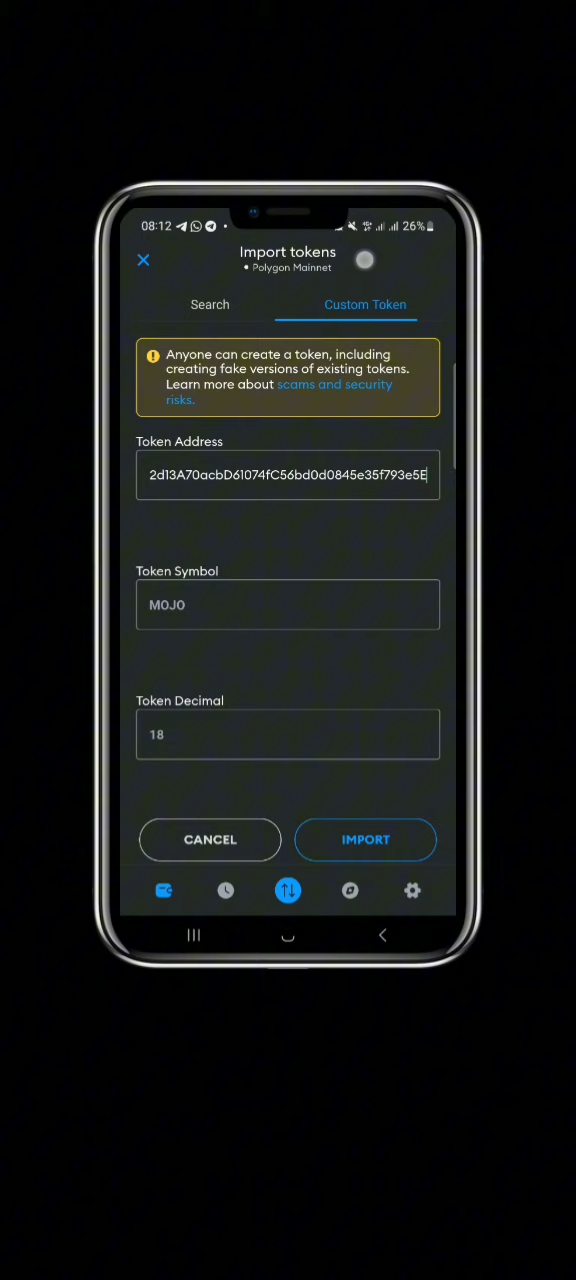 08:12
26%
Import tokens
Polygon Mainnet
Search
Custom Token
Anyone can create a token, including
creating fake versions of existing tokens.
Learn more about scams and security
risks.
Token Address
2d13A70acbD61074fC56bd0d0845e35f793e5E
Token Symbol
MOJO
Token Decimal
18
CANCEL
IMPORT